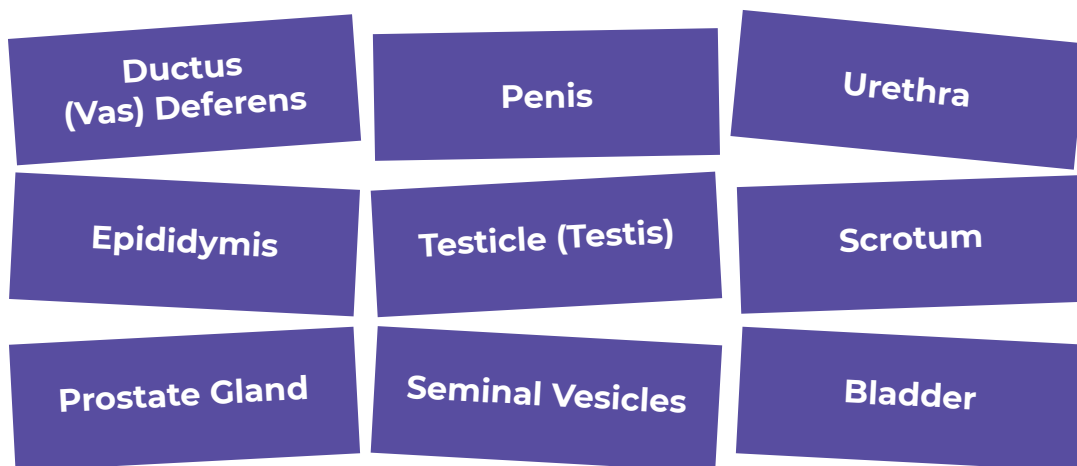 Ductus
(Vas) Deferens
Penis
Urethra
Epididymis
Testicle (Testis)
Scrotum
Prostate Gland
Seminal Vesicles
Bladder